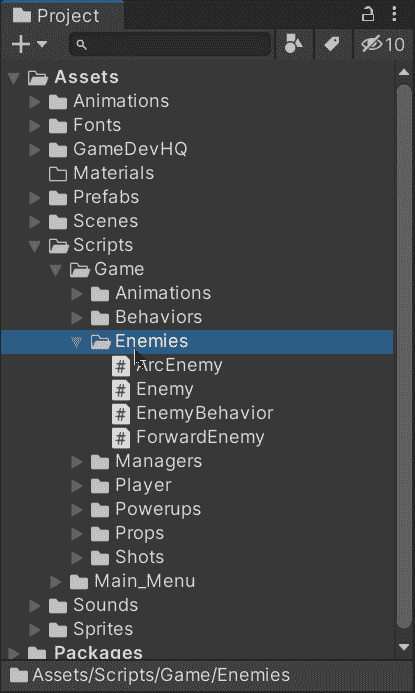 Project
10
Assets
Animations
Fonts
GameDevHQ
Materials
Prefabs
Scenes
Scripts
Game
Animations
Behaviors
Enemies
# ArcEnemy
# Enemy
# EnemyBehavior
# ForwardEnemy
Managers
Player
Powerups
Props
Shots
Main_Menu
Sounds
Sprites
Packages
Assets/Scripts/Game/Enemies